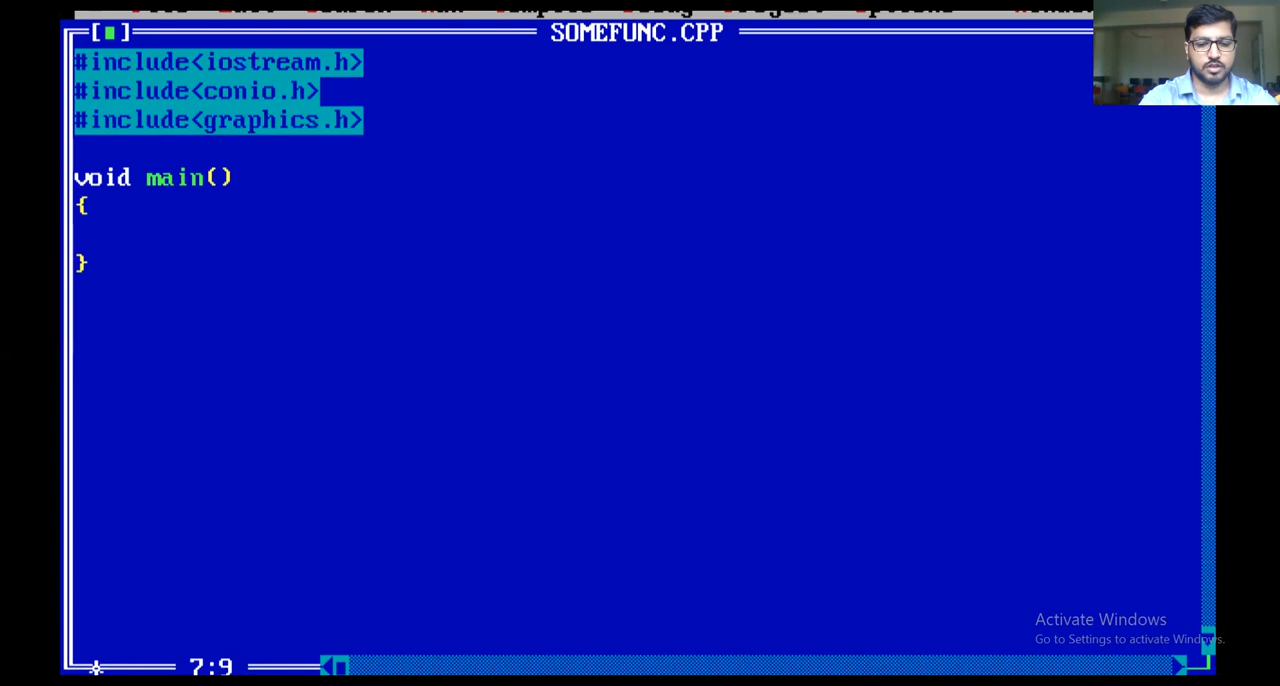 SOMEFUNC.CPP
#include<iostream.h>
#include<conio.h>
#include<graphics.h>
void main()
{
}
Activate Windows
Go to Settings to activate Windows.
7:9